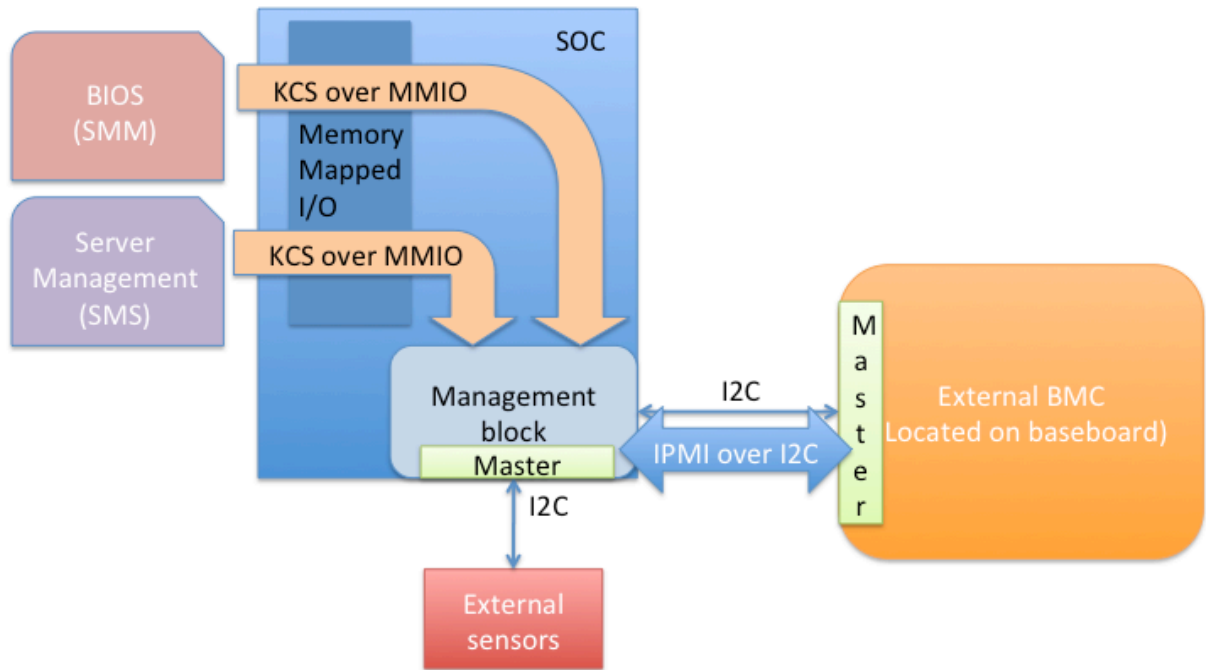 SOC
BIOS
(SMM)
KCS over MMIO
Memory
Mapped
I/O
KCS over MMIO
Server
Management
(SMS)
Management
block
Master
I2C
IPMI over I2C
Master
External BMC
Located on baseboard)
I2C
External
sensors